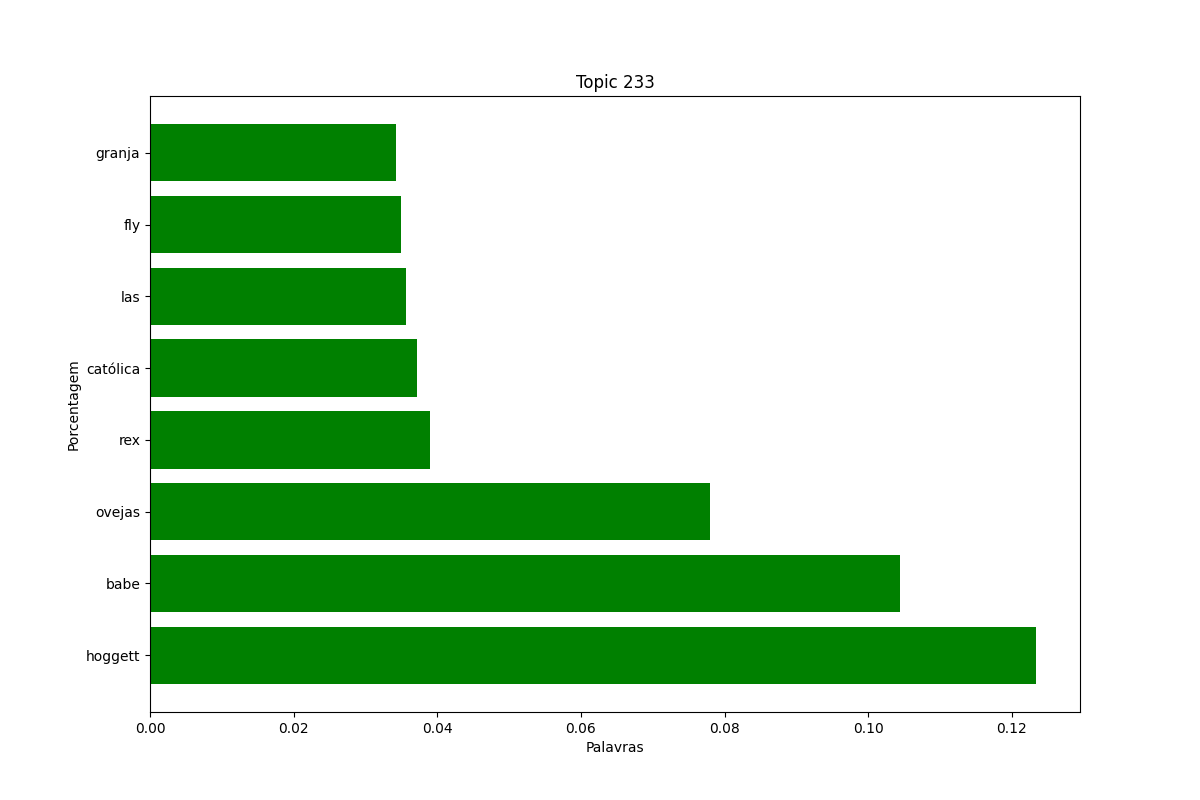 Topic 233
Porcentagem
granja
fly
las
católica
rex
ovejas
babe
hoggett
0.00 0.02 0.04 0.06 0.08 0.10 0.12
Palavras